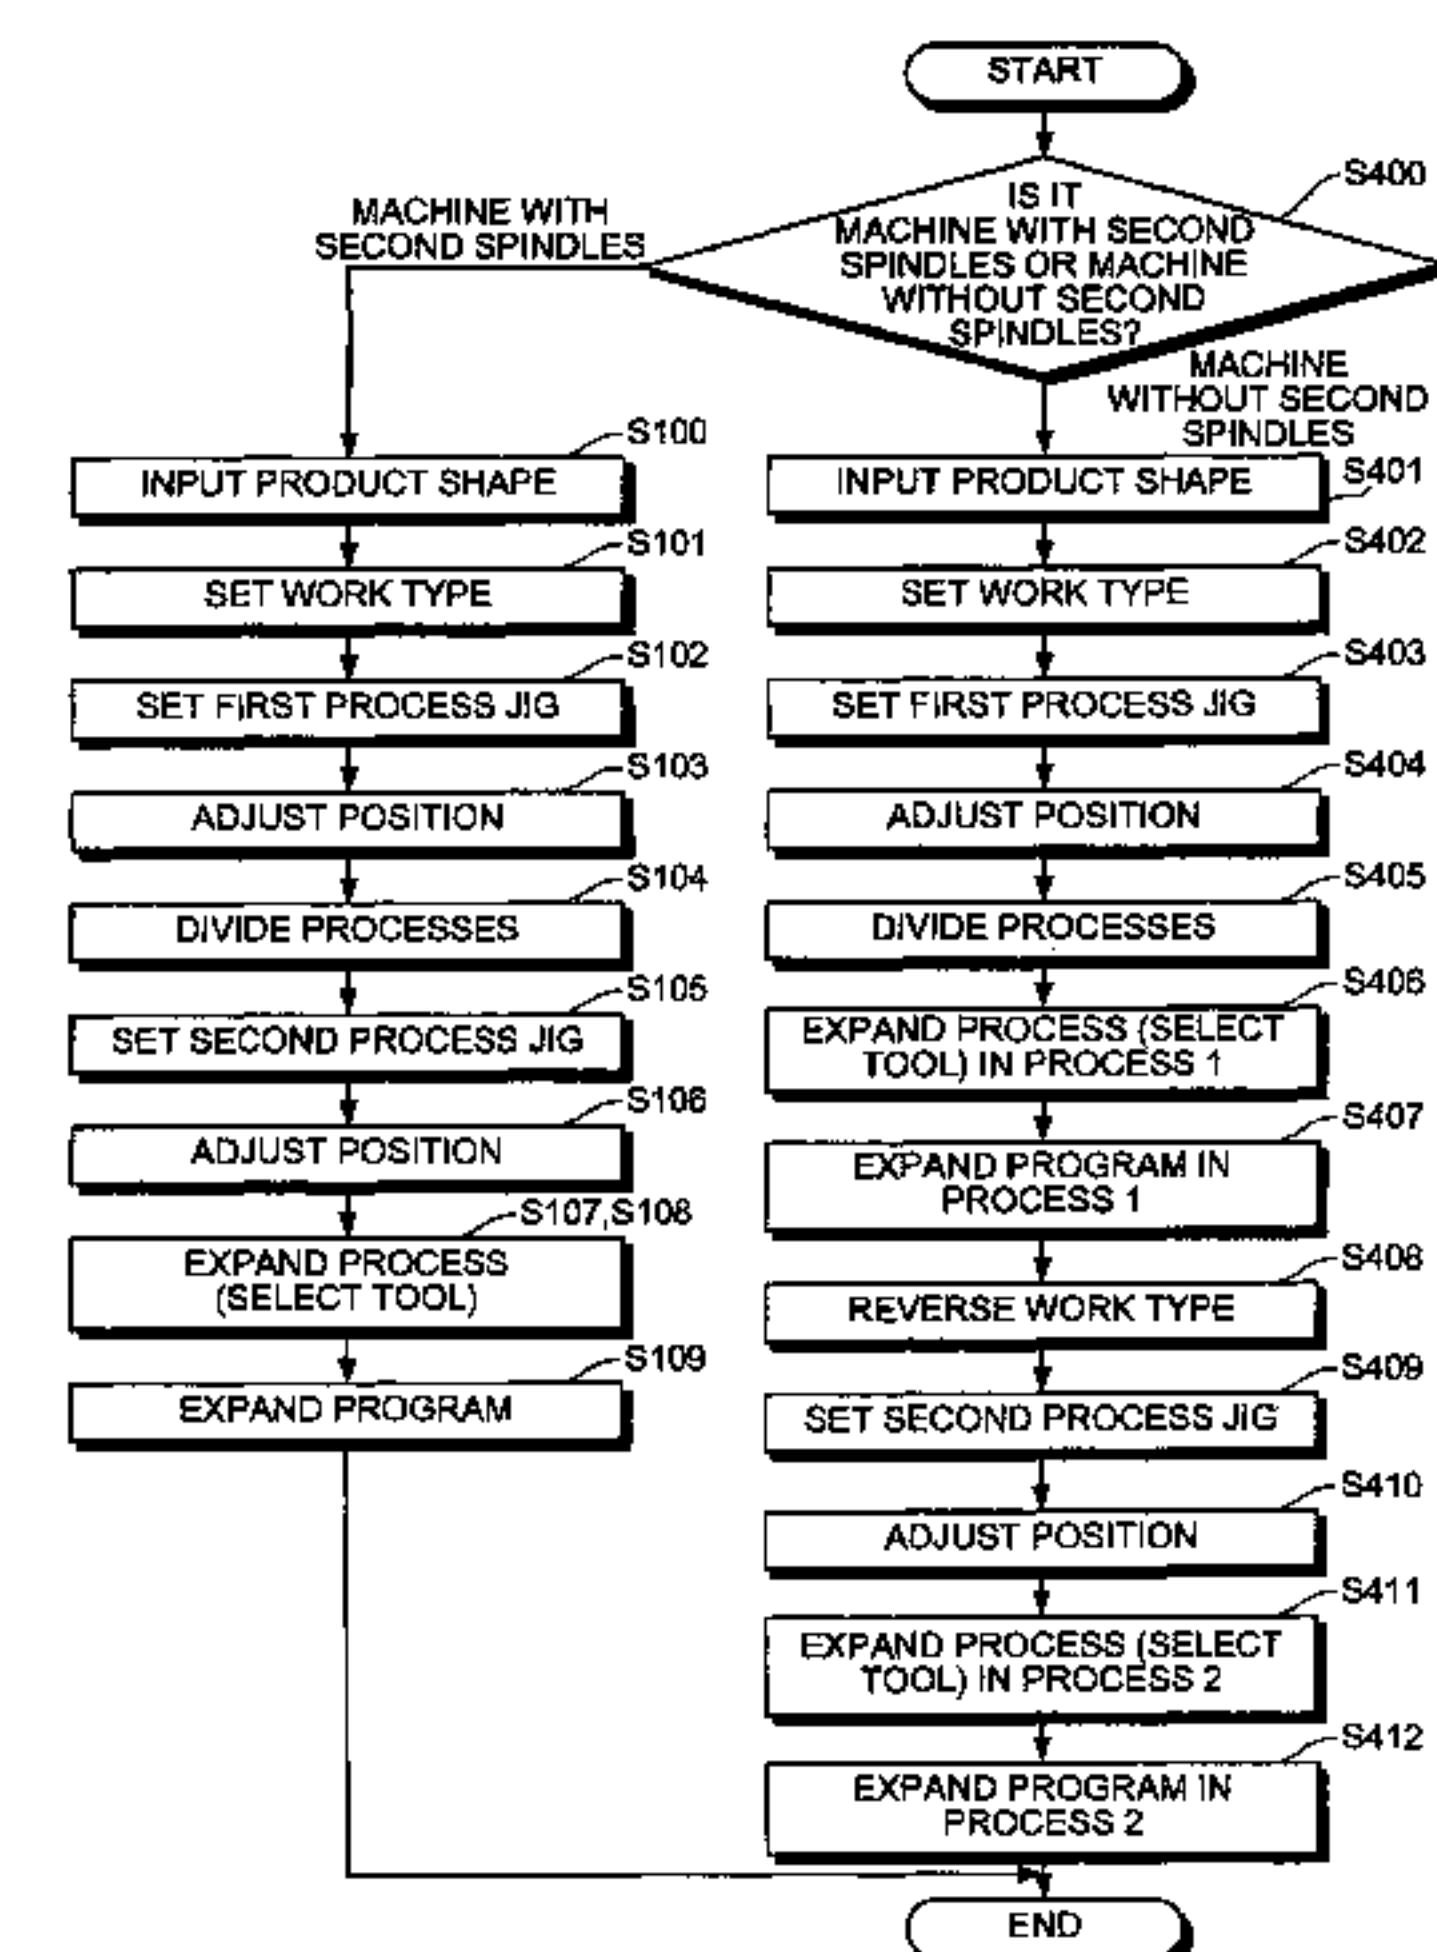 START
S400
IS IT
MACHINE WITH SECOND
SPINDLES OR MACHINE
WITHOUT SECOND
SPINDLES?
MACHINE WITH
SECOND SPINDLES
MACHINE
WITHOUT SECOND
SPINDLES
S100
INPUT PRODUCT SHAPE
S101
SET WORK TYPE
S102
SET FIRST PROCESS JIG
S103
ADJUST POSITION
S104
DIVIDE PROCESSES
S105
SET SECOND PROCESS JIG
S106
ADJUST POSITION
S107,S108
EXPAND PROCESS
(SELECT TOOL)
S109
EXPAND PROGRAM
S401
INPUT PRODUCT SHAPE
S402
SET WORK TYPE
S403
SET FIRST PROCESS JIG
S404
ADJUST POSITION
S405
DIVIDE PROCESSES
S406
EXPAND PROCESS (SELECT
TOOL) IN PROCESS 1
S407
EXPAND PROGRAM IN
PROCESS 1
S408
REVERSE WORK TYPE
S409
SET SECOND PROCESS JIG
S410
ADJUST POSITION
S411
EXPAND PROCESS (SELECT
TOOL) IN PROCESS 2
S412
EXPAND PROGRAM IN
PROCESS 2
END